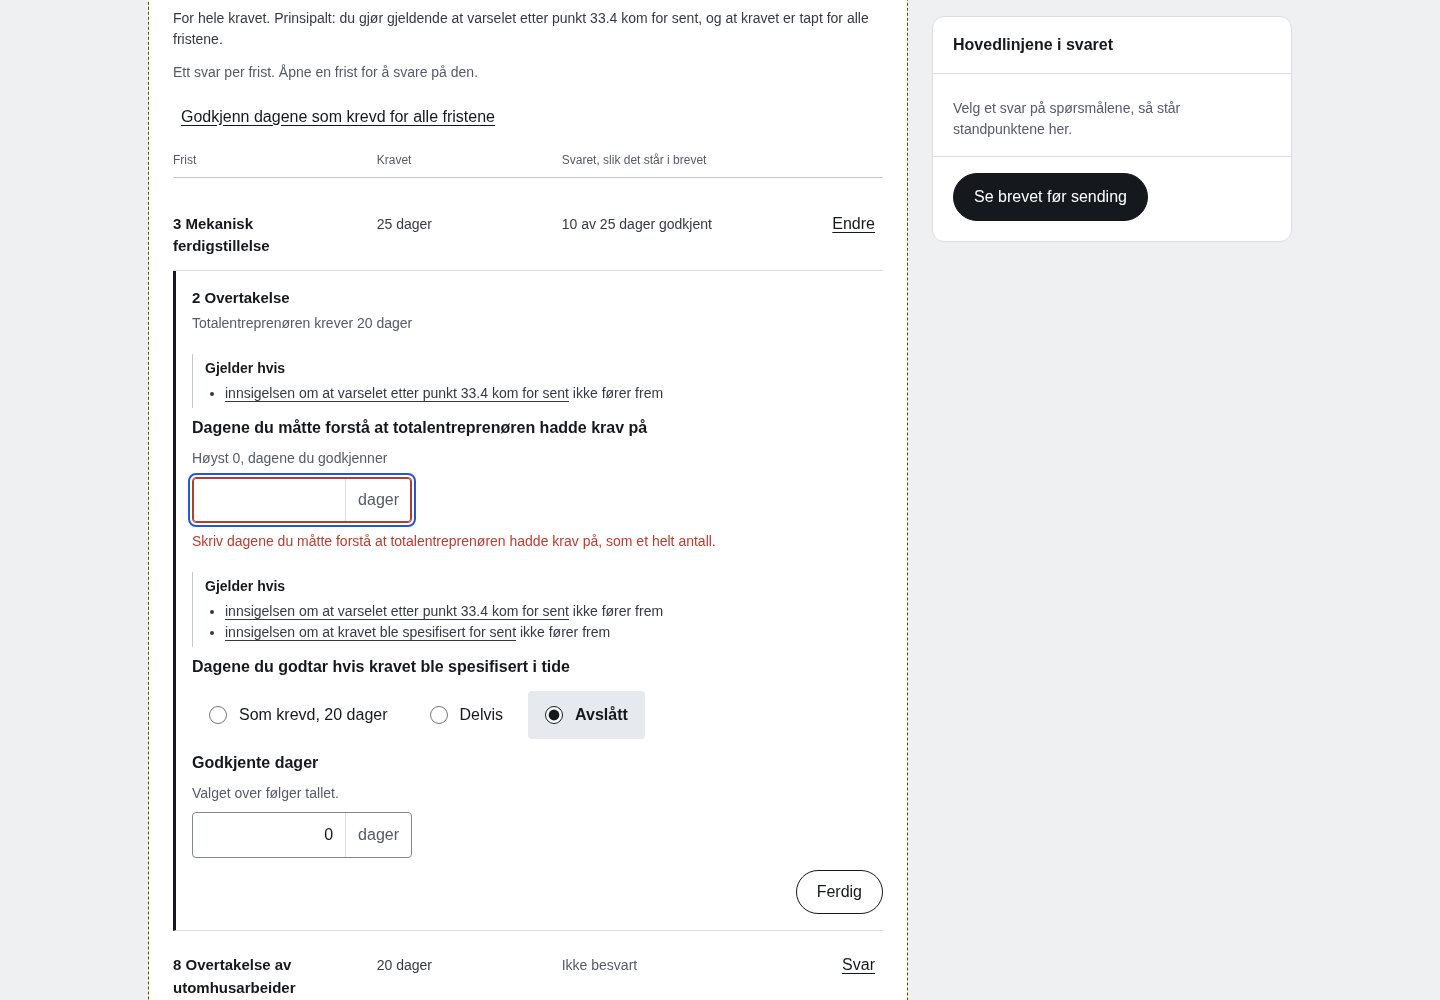 For hele kravet. Prinsipalt: du gjør gjeldende at varselet etter punkt 33.4 kom for sent, og at kravet er tapt for alle
fristene.
Ett svar per frist. Åpne en frist for å svare på den.
Godkjenn dagene som krevd for alle fristene
Frist Kravet Svaret, slik det står i brevet
3 Mekanisk
ferdigstillelse
25 dager 10 av 25 dager godkjent Endre
2 Overtakelse
Totalentreprenøren krever 20 dager
Gjelder hvis
• innsigelsen om at varselet etter punkt 33.4 kom for sent ikke fører frem
Dagene du måtte forstå at totalentreprenøren hadde krav på
Høyst 0, dagene du godkjenner
dager
Skriv dagene du måtte forstå at totalentreprenøren hadde krav på, som et helt antall.
Gjelder hvis
• innsigelsen om at varselet etter punkt 33.4 kom for sent ikke fører frem
• innsigelsen om at kravet ble spesifisert for sent ikke fører frem
Dagene du godtar hvis kravet ble spesifisert i tide
Som krevd, 20 dager Delvis Avslått
Godkjente dager
Valget over følger tallet.
0 dager
Ferdig
8 Overtakelse av
utomhusarbeider
20 dager Ikke besvart Svar
Hovedlinjene i svaret
Velg et svar på spørsmålene, så står
standpunktene her.
Se brevet før sending